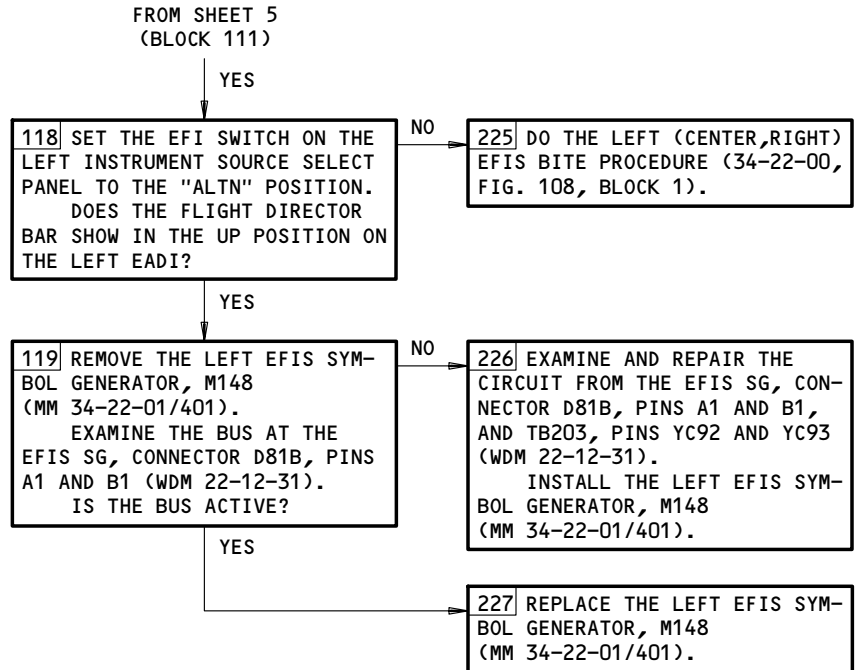 FROM SHEET 5
(BLOCK 111)
YES
118 SET THE EFI SWITCH ON THE
LEFT INSTRUMENT SOURCE SELECT
PANEL TO THE "ALTN" POSITION.
DOES THE FLIGHT DIRECTOR
BAR SHOW IN THE UP POSITION ON
THE LEFT EADI?
NO
225 DO THE LEFT (CENTER,RIGHT)
EFIS BITE PROCEDURE (34-22-00,
FIG. 108, BLOCK 1).
YES
119 REMOVE THE LEFT EFIS SYM-
BOL GENERATOR, M148
(MM 34-22-01/401).
EXAMINE THE BUS AT THE
EFIS SG, CONNECTOR D81B, PINS
A1 AND B1 (WDM 22-12-31).
IS THE BUS ACTIVE?
NO
226 EXAMINE AND REPAIR THE
CIRCUIT FROM THE EFIS SG, CON-
NECTOR D81B, PINS A1 AND B1,
AND TB203, PINS YC92 AND YC93
(WDM 22-12-31).
INSTALL THE LEFT EFIS SYM-
BOL GENERATOR, M148
(MM 34-22-01/401).
YES
227 REPLACE THE LEFT EFIS SYM-
BOL GENERATOR, M148
(MM 34-22-01/401).